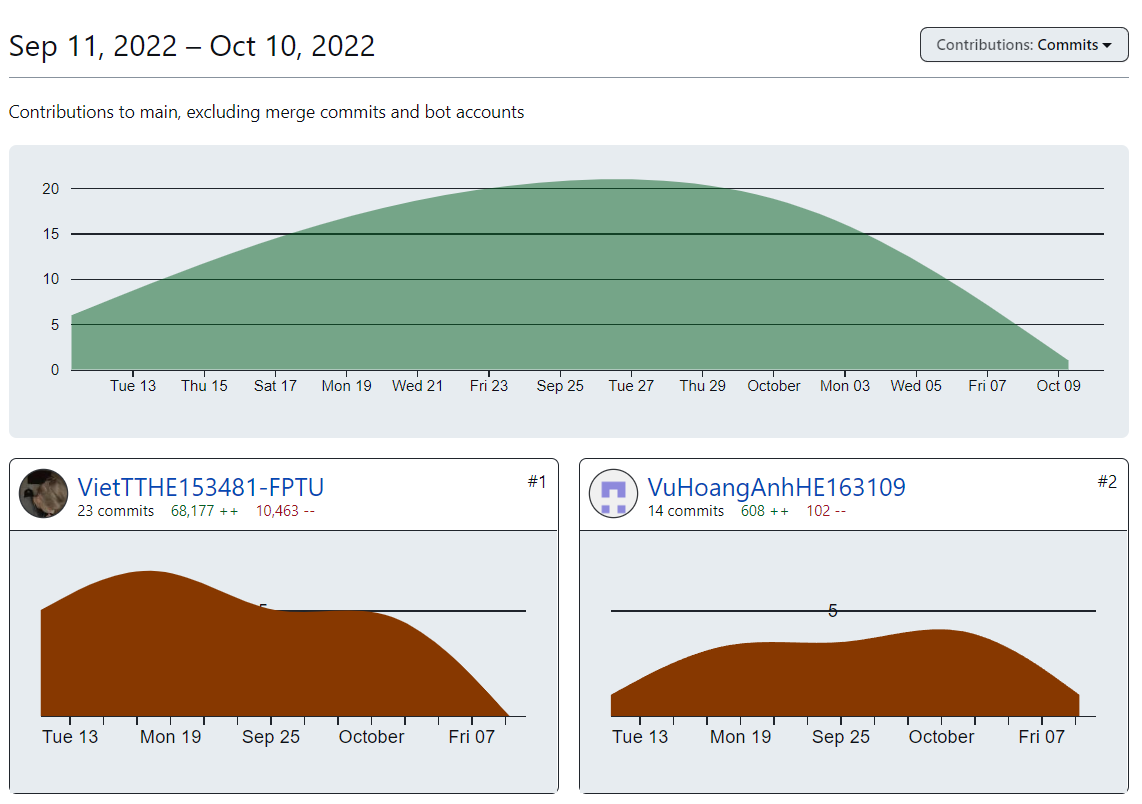 Sep 11, 2022 – Oct 10, 2022
Contributions: Commits
Contributions to main, excluding merge commits and bot accounts
20
15
10
5
0
Tue 13 Thu 15 Sat 17 Mon 19 Wed 21 Fri 23 Sep 25 Tue 27 Thu 29 October Mon 03 Wed 05 Fri 07 Oct 09
VietTTHE153481-FPTU #1
23 commits 68,177 ++ 10,463 --
5
Tue 13 Mon 19 Sep 25 October Fri 07
VuHoangAnhHE163109 #2
14 commits 608 ++ 102 --
5
Tue 13 Mon 19 Sep 25 October Fri 07